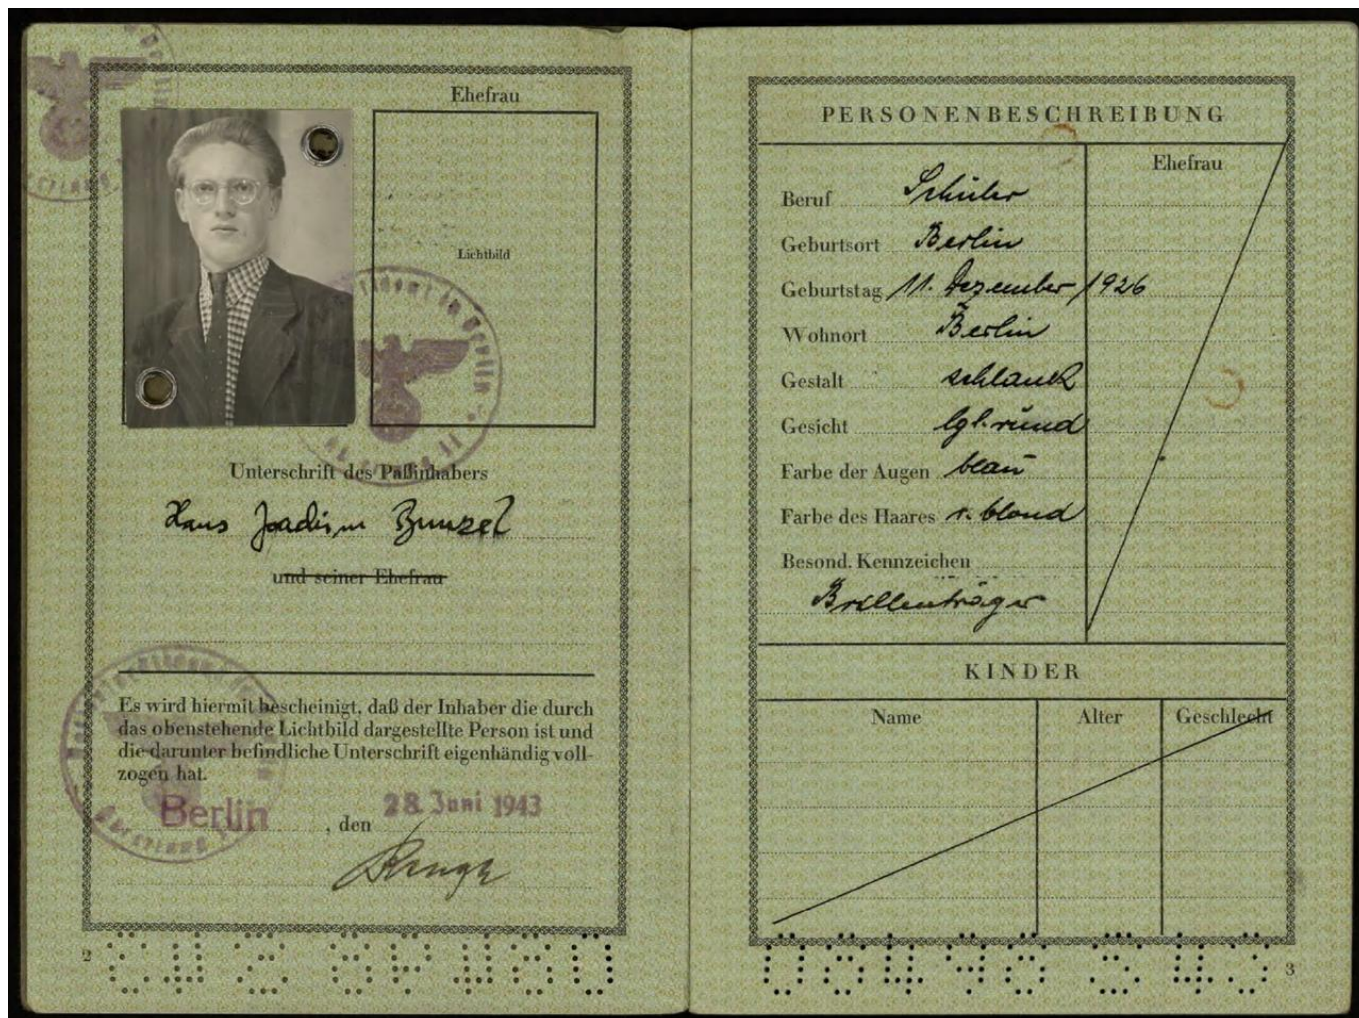 Ehefrau
Lichtbild
Unterschrift des Paßinhabers
Hans Joachim Bunzel
und seiner Ehefrau
Es wird hiermit bescheinigt, daß der Inhaber die durch
das obenstehende Lichtbild dargestellte Person ist und
die darunter befindliche Unterschrift eigenhändig voll-
zogen hat.
Berlin, den 28. Juni 1943
2
PERSONENBESCHREIBUNG
Ehefrau
Beruf Schüler
Geburtsort Berlin
Geburtstag 11. Dezember 1926
Wohnort Berlin
Gestalt schlank
Gesicht lgl. rund
Farbe der Augen blau
Farbe des Haares blond
Besond. Kennzeichen
Brillenträger
KINDER
Name Alter Geschlecht
3